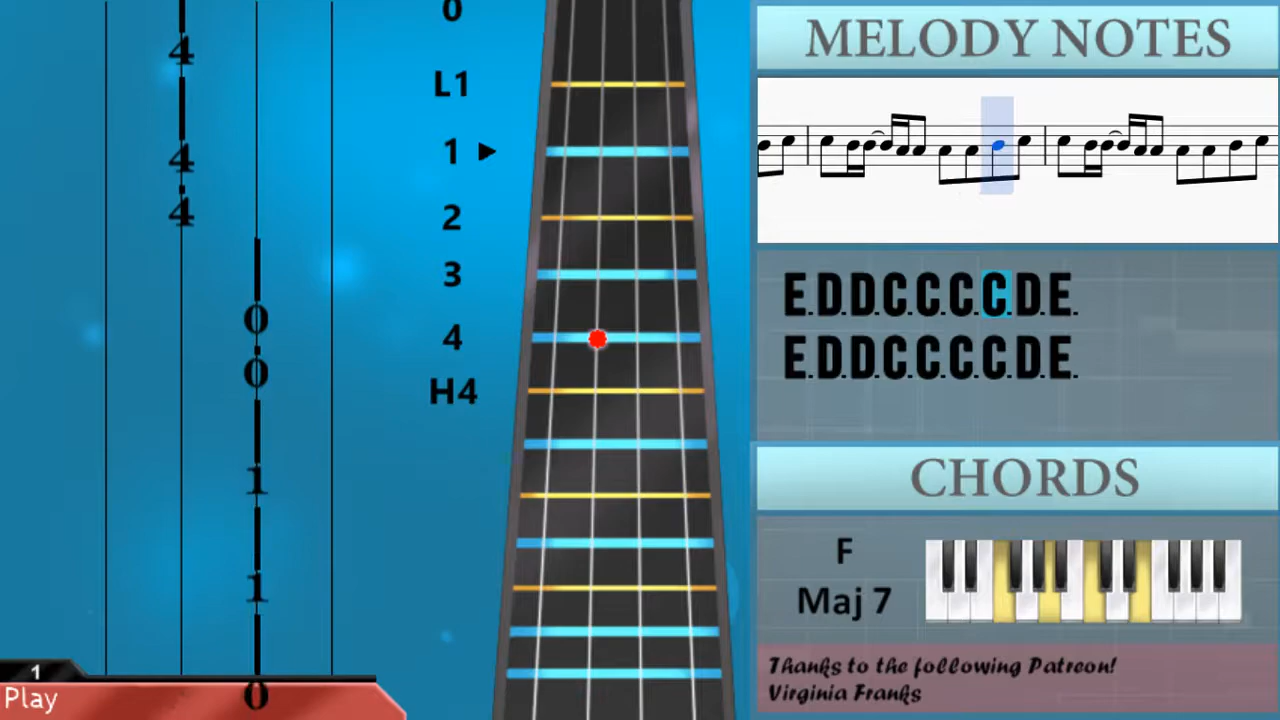 4
4
4
0
0
1
1
0
1
Play
0
L1
1
2
3
4
H4
MELODY NOTES
E.D.D.C.C.C.C.D.E.
E.D.D.C.C.C.C.D.E.
CHORDS
F
Maj 7
Thanks to the following Patreon!
Virginia Franks